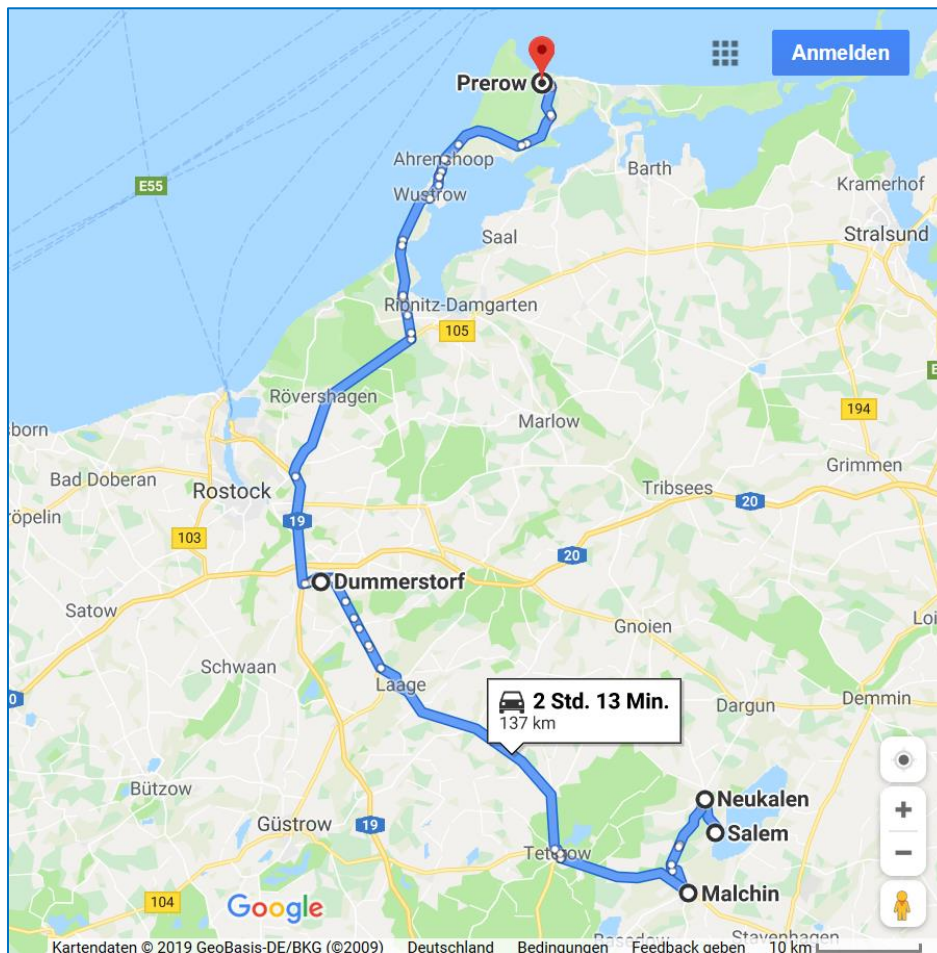 Anmelden
Prerow
Ahrenshoop
Barth
E55
Kramerhof
Wustrow
Saal
Stralsund
Ribnitz-Damgarten
105
Rövershagen
194
Marlow
Bad Doberan
Grimmen
Rostock
Tribsees
20
19
103
20
Dummerstorf
Satow
Gnoien
Schwaan
Laage
2 Std. 13 Min.
137 km
Dargun
Demmin
Bützow
Neukalen
Güstrow
19
Salem
Teterow
Malchin
104
Google
Basedow
Stavenhagen
Kartendaten © 2019 GeoBasis-DE/BKG (©2009) Deutschland Bedingungen Feedback geben 10 km